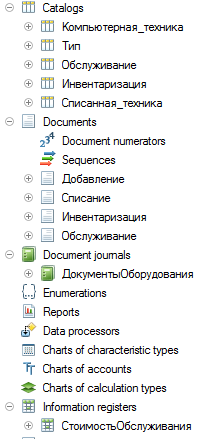 Catalogs
Компьютерная_техника
Тип
Обслуживание
Инвентаризация
Списанная_техника
Documents
Document numerators
Sequences
Добавление
Списание
Инвентаризация
Обслуживание
Document journals
ДокументыОборудования
Enumerations
Reports
Data processors
Charts of characteristic types
Charts of accounts
Charts of calculation types
Information registers
СтоимостьОбслуживания